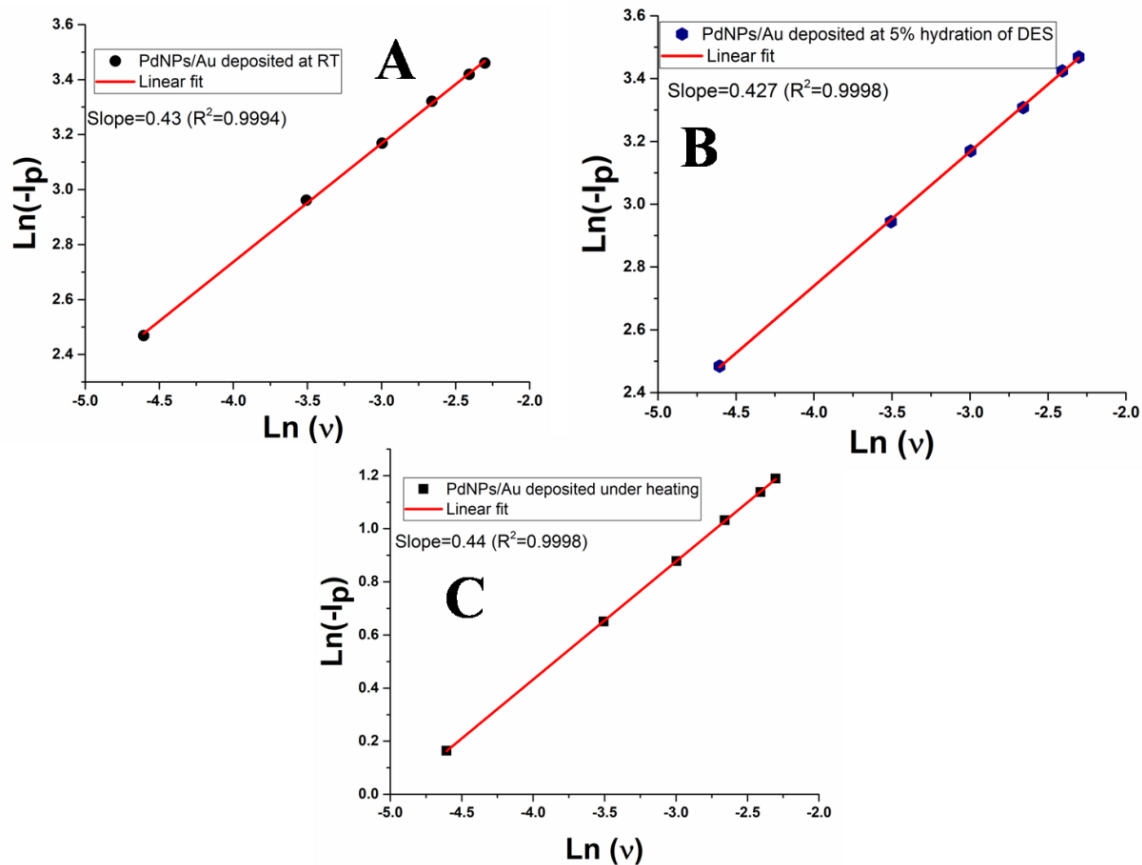 A
PdNPs/Au deposited at RT
Linear fit
Slope=0.43 (R²=0.9994)
3.6
3.4
3.2
3.0
2.8
2.6
2.4
Ln(-Ip)
-5.0 -4.5 -4.0 -3.5 -3.0 -2.5 -2.0
Ln (ν)
B
PdNPs/Au deposited at 5% hydration of DES
Linear fit
Slope=0.427 (R²=0.9998)
3.6
3.4
3.2
3.0
2.8
2.6
2.4
Ln(-Ip)
-5.0 -4.5 -4.0 -3.5 -3.0 -2.5 -2.0
Ln (ν)
C
PdNPs/Au deposited under heating
Linear fit
Slope=0.44 (R²=0.9998)
1.2
1.0
0.8
0.6
0.4
0.2
0.0
Ln(-Ip)
-5.0 -4.5 -4.0 -3.5 -3.0 -2.5 -2.0
Ln (ν)